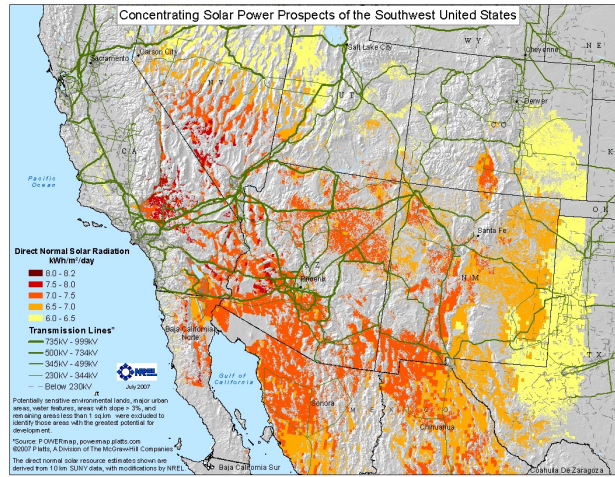 Concentrating Solar Power Prospects of the Southwest United States
W Y
N E
Cheyenne
Salt Lake City
Carson City
Sacramento
N V
U T
Denver
C O
K
C A
Pacific
Ocean
O K
Santa Fe
A Z
N M
Phoenix
T X
Direct Normal Solar Radiation
kWh/m²/day
8.0 - 8.2
7.5 - 8.0
7.0 - 7.5
6.5 - 7.0
6.0 - 6.5
Transmission Lines*
735kV - 999kV
500kV - 734kV
345kV - 499kV
230kV - 344kV
Below 230kV
Baja California
Norte
NREL
July 2007
Gulf of
California
Sonora
Chihuahua
Potentially sensitive environmental lands, major urban
areas, water features, areas with slope > 3%, and
remaining areas less than 1 sq.km were excluded to
identify those areas with the greatest potential for
development.
*Source: POWERmap, powermap.platts.com
©2007 Platts, A Division of The McGraw-Hill Companies
The direct normal solar resource estimates shown are
derived from 10 km SUNY data, with modifications by NREL.
Baja California Sur
Coahuila De Zaragoza